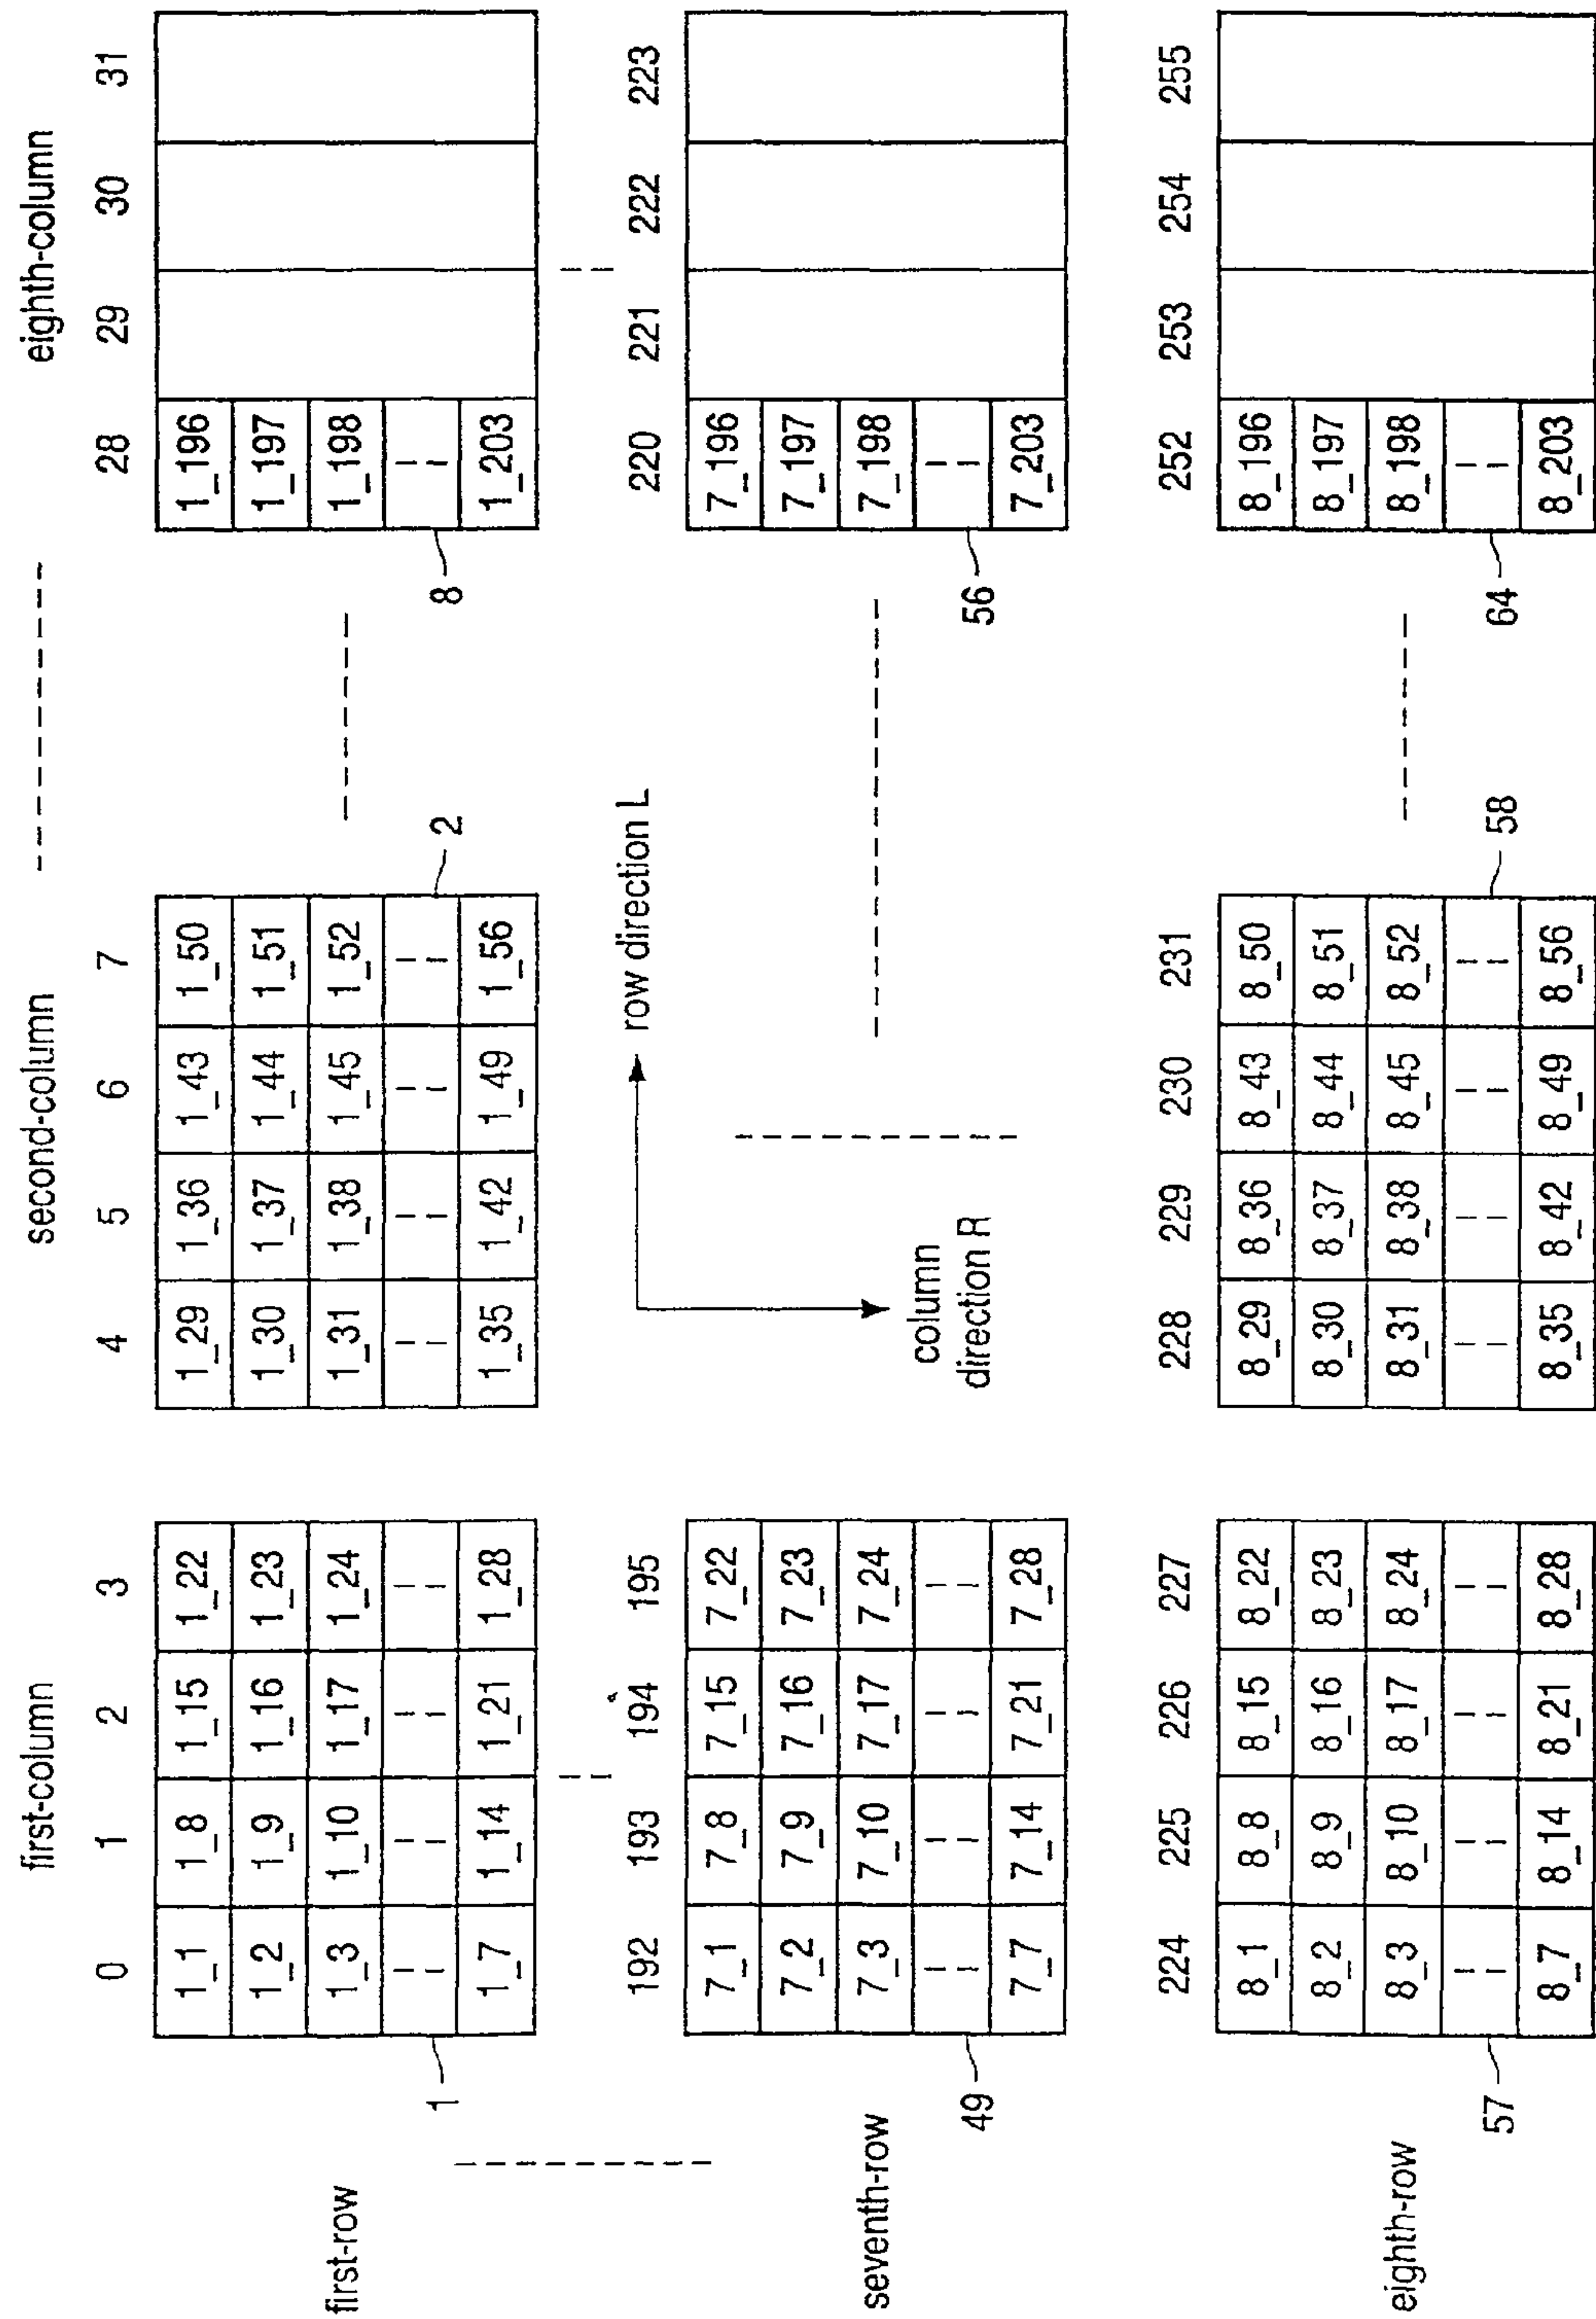 first-column second-column eighth-column
0 1 2 3 4 5 6 7 28 29 30 31
first-row
1_1 1_8 1_15 1_22 1_29 1_36 1_43 1_50 1_196
1_2 1_9 1_16 1_23 1_30 1_37 1_44 1_51 1_197
1_3 1_10 1_17 1_24 1_31 1_38 1_45 1_52 1_198
1_7 1_14 1_21 1_28 1_35 1_42 1_49 1_56 1_203
1 2 8
row direction L
column
direction R
192 193 194 195 220 221 222 223
seventh-row
7_1 7_8 7_15 7_22 7_196
7_2 7_9 7_16 7_23 7_197
7_3 7_10 7_17 7_24 7_198
7_7 7_14 7_21 7_28 7_203
49 56
224 225 226 227 228 229 230 231 252 253 254 255
eighth-row
8_1 8_8 8_15 8_22 8_29 8_36 8_43 8_50 8_196
8_2 8_9 8_16 8_23 8_30 8_37 8_44 8_51 8_197
8_3 8_10 8_17 8_24 8_31 8_38 8_45 8_52 8_198
8_7 8_14 8_21 8_28 8_35 8_42 8_49 8_56 8_203
57 58 64